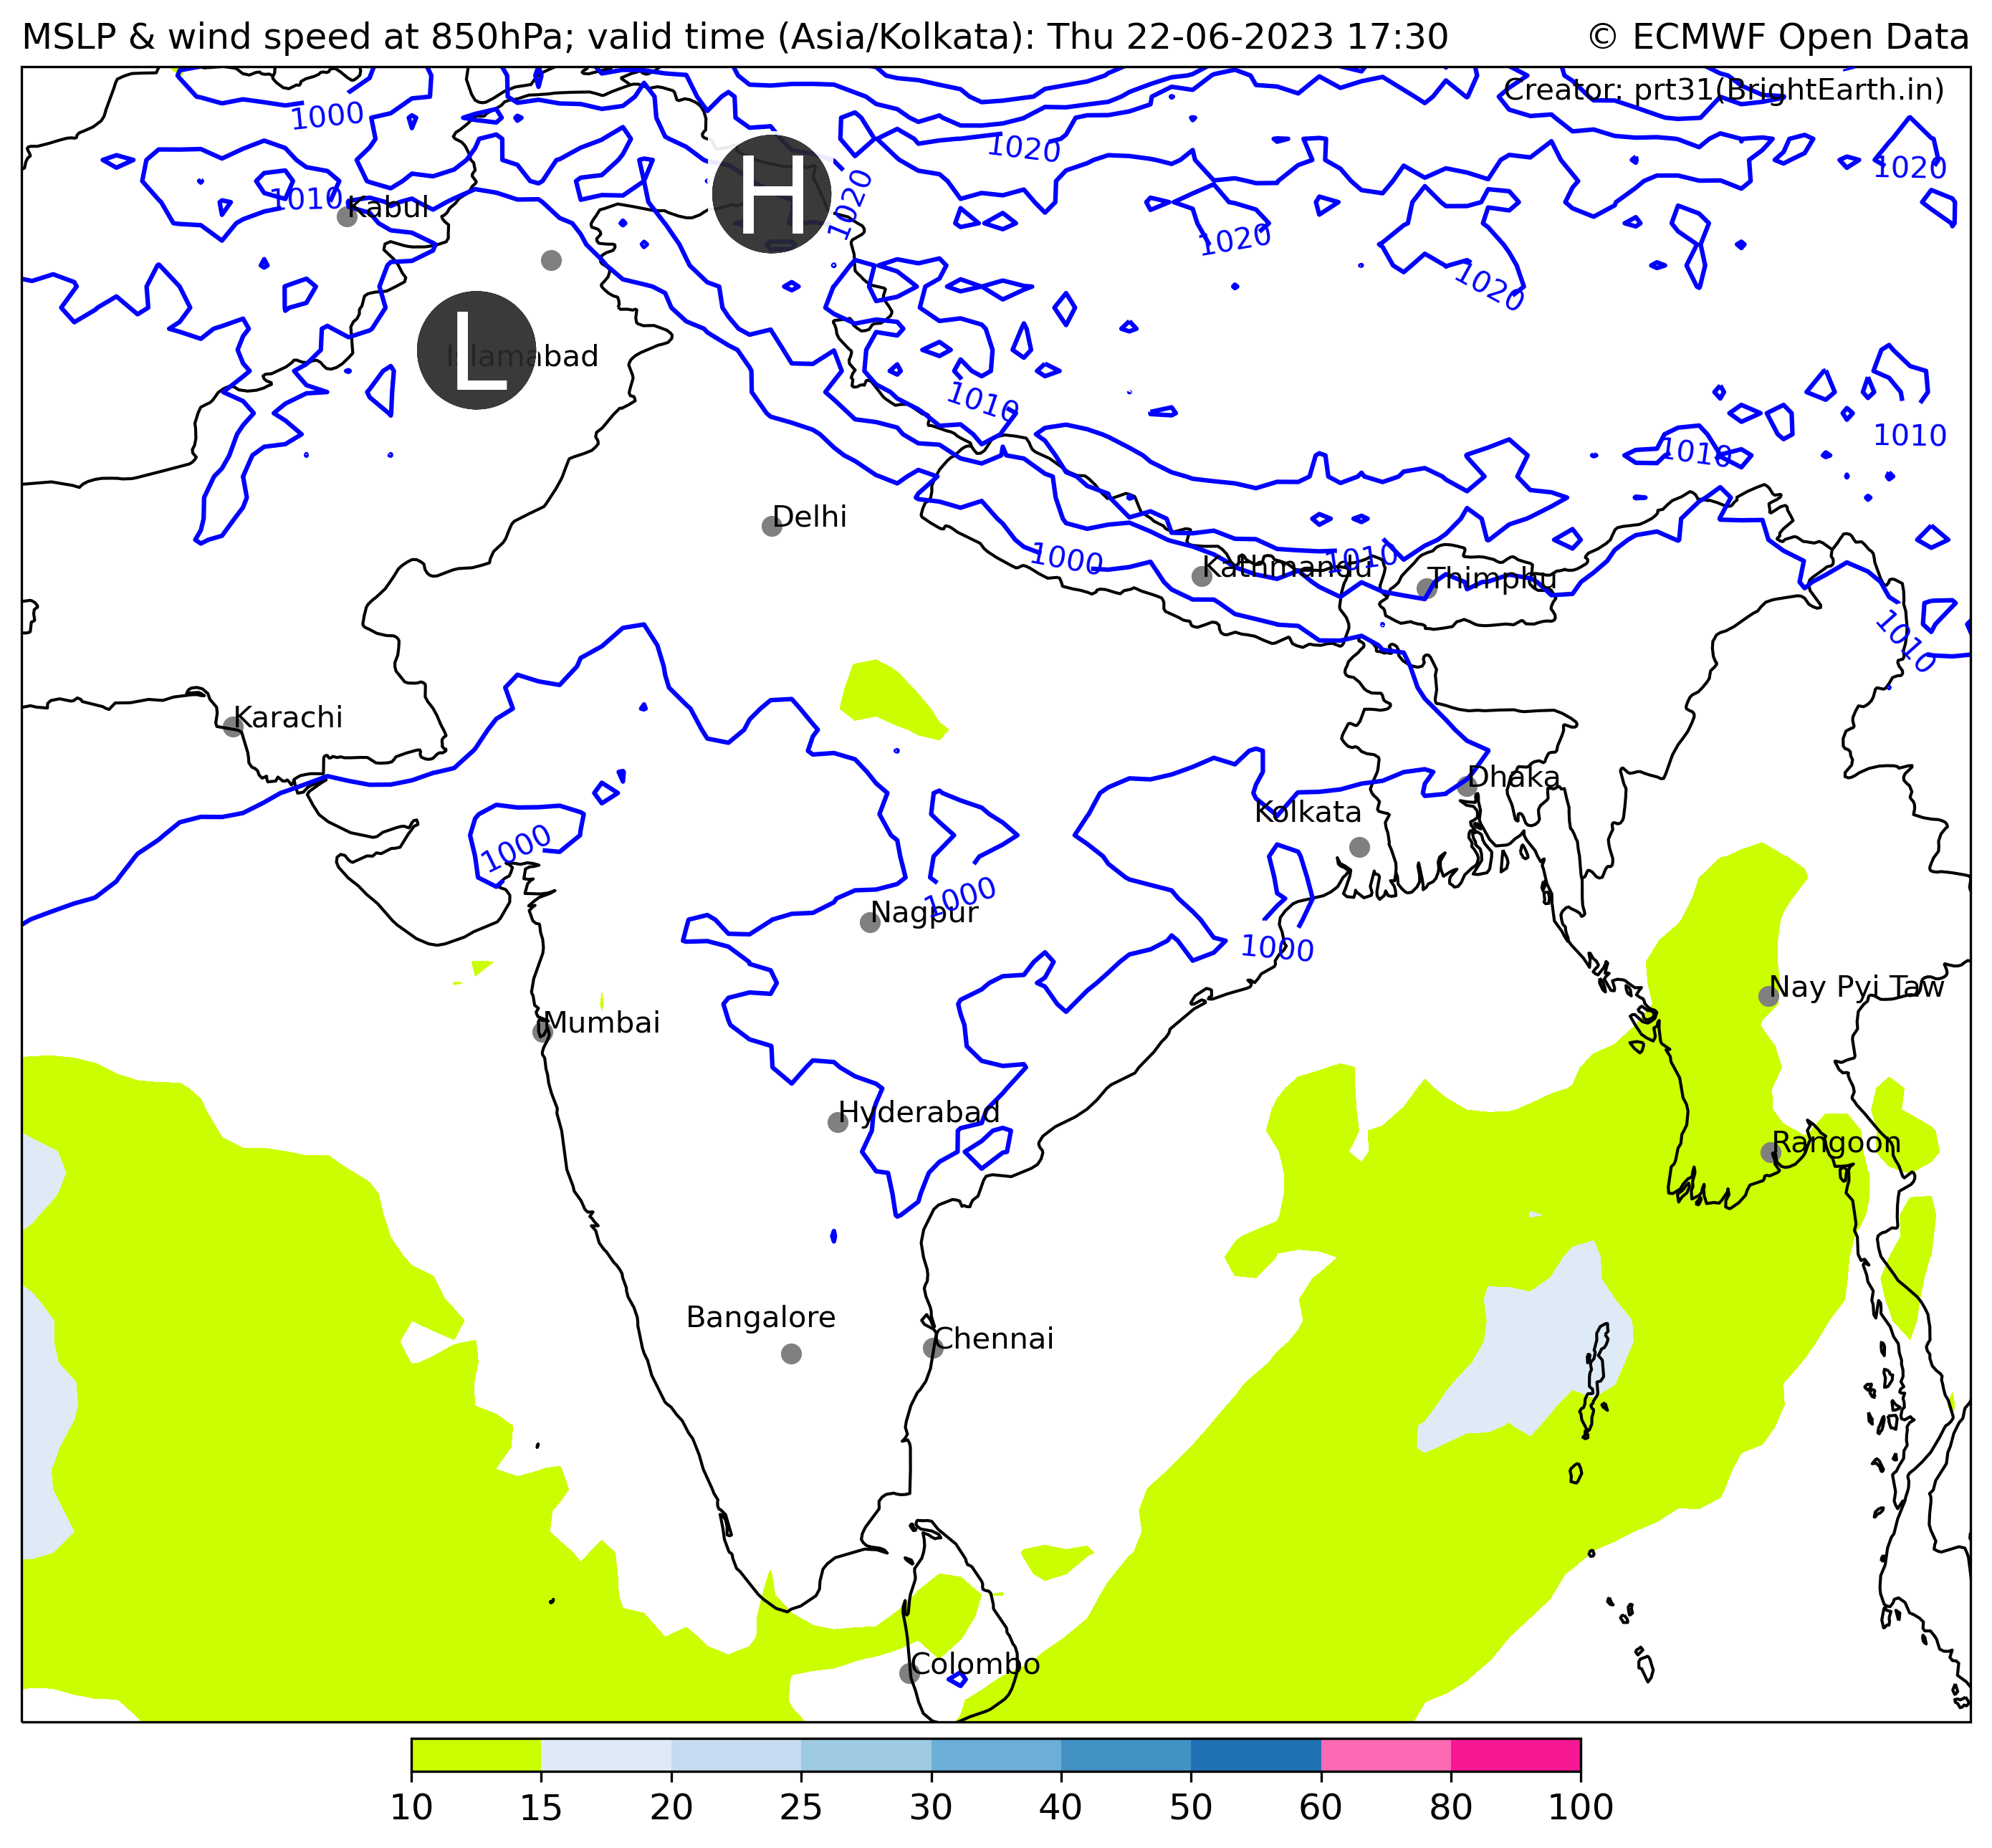 MSLP & wind speed at 850hPa; valid time (Asia/Kolkata): Thu 22-06-2023 17:30
© ECMWF Open Data
Creator: prt31(BrightEarth.in)
1000
1020
1020
H
1010
Kabul
1020
1020
1020
L
Islamabad
1010
1010
1010
Delhi
1000
1010
Kathmandu
Thimphu
1010
Karachi
Dhaka
Kolkata
1000
1000
Nagpur
1000
Nay Pyi Taw
Mumbai
Hyderabad
Rangoon
Bangalore
Chennai
Colombo
10 15 20 25 30 40 50 60 80 100